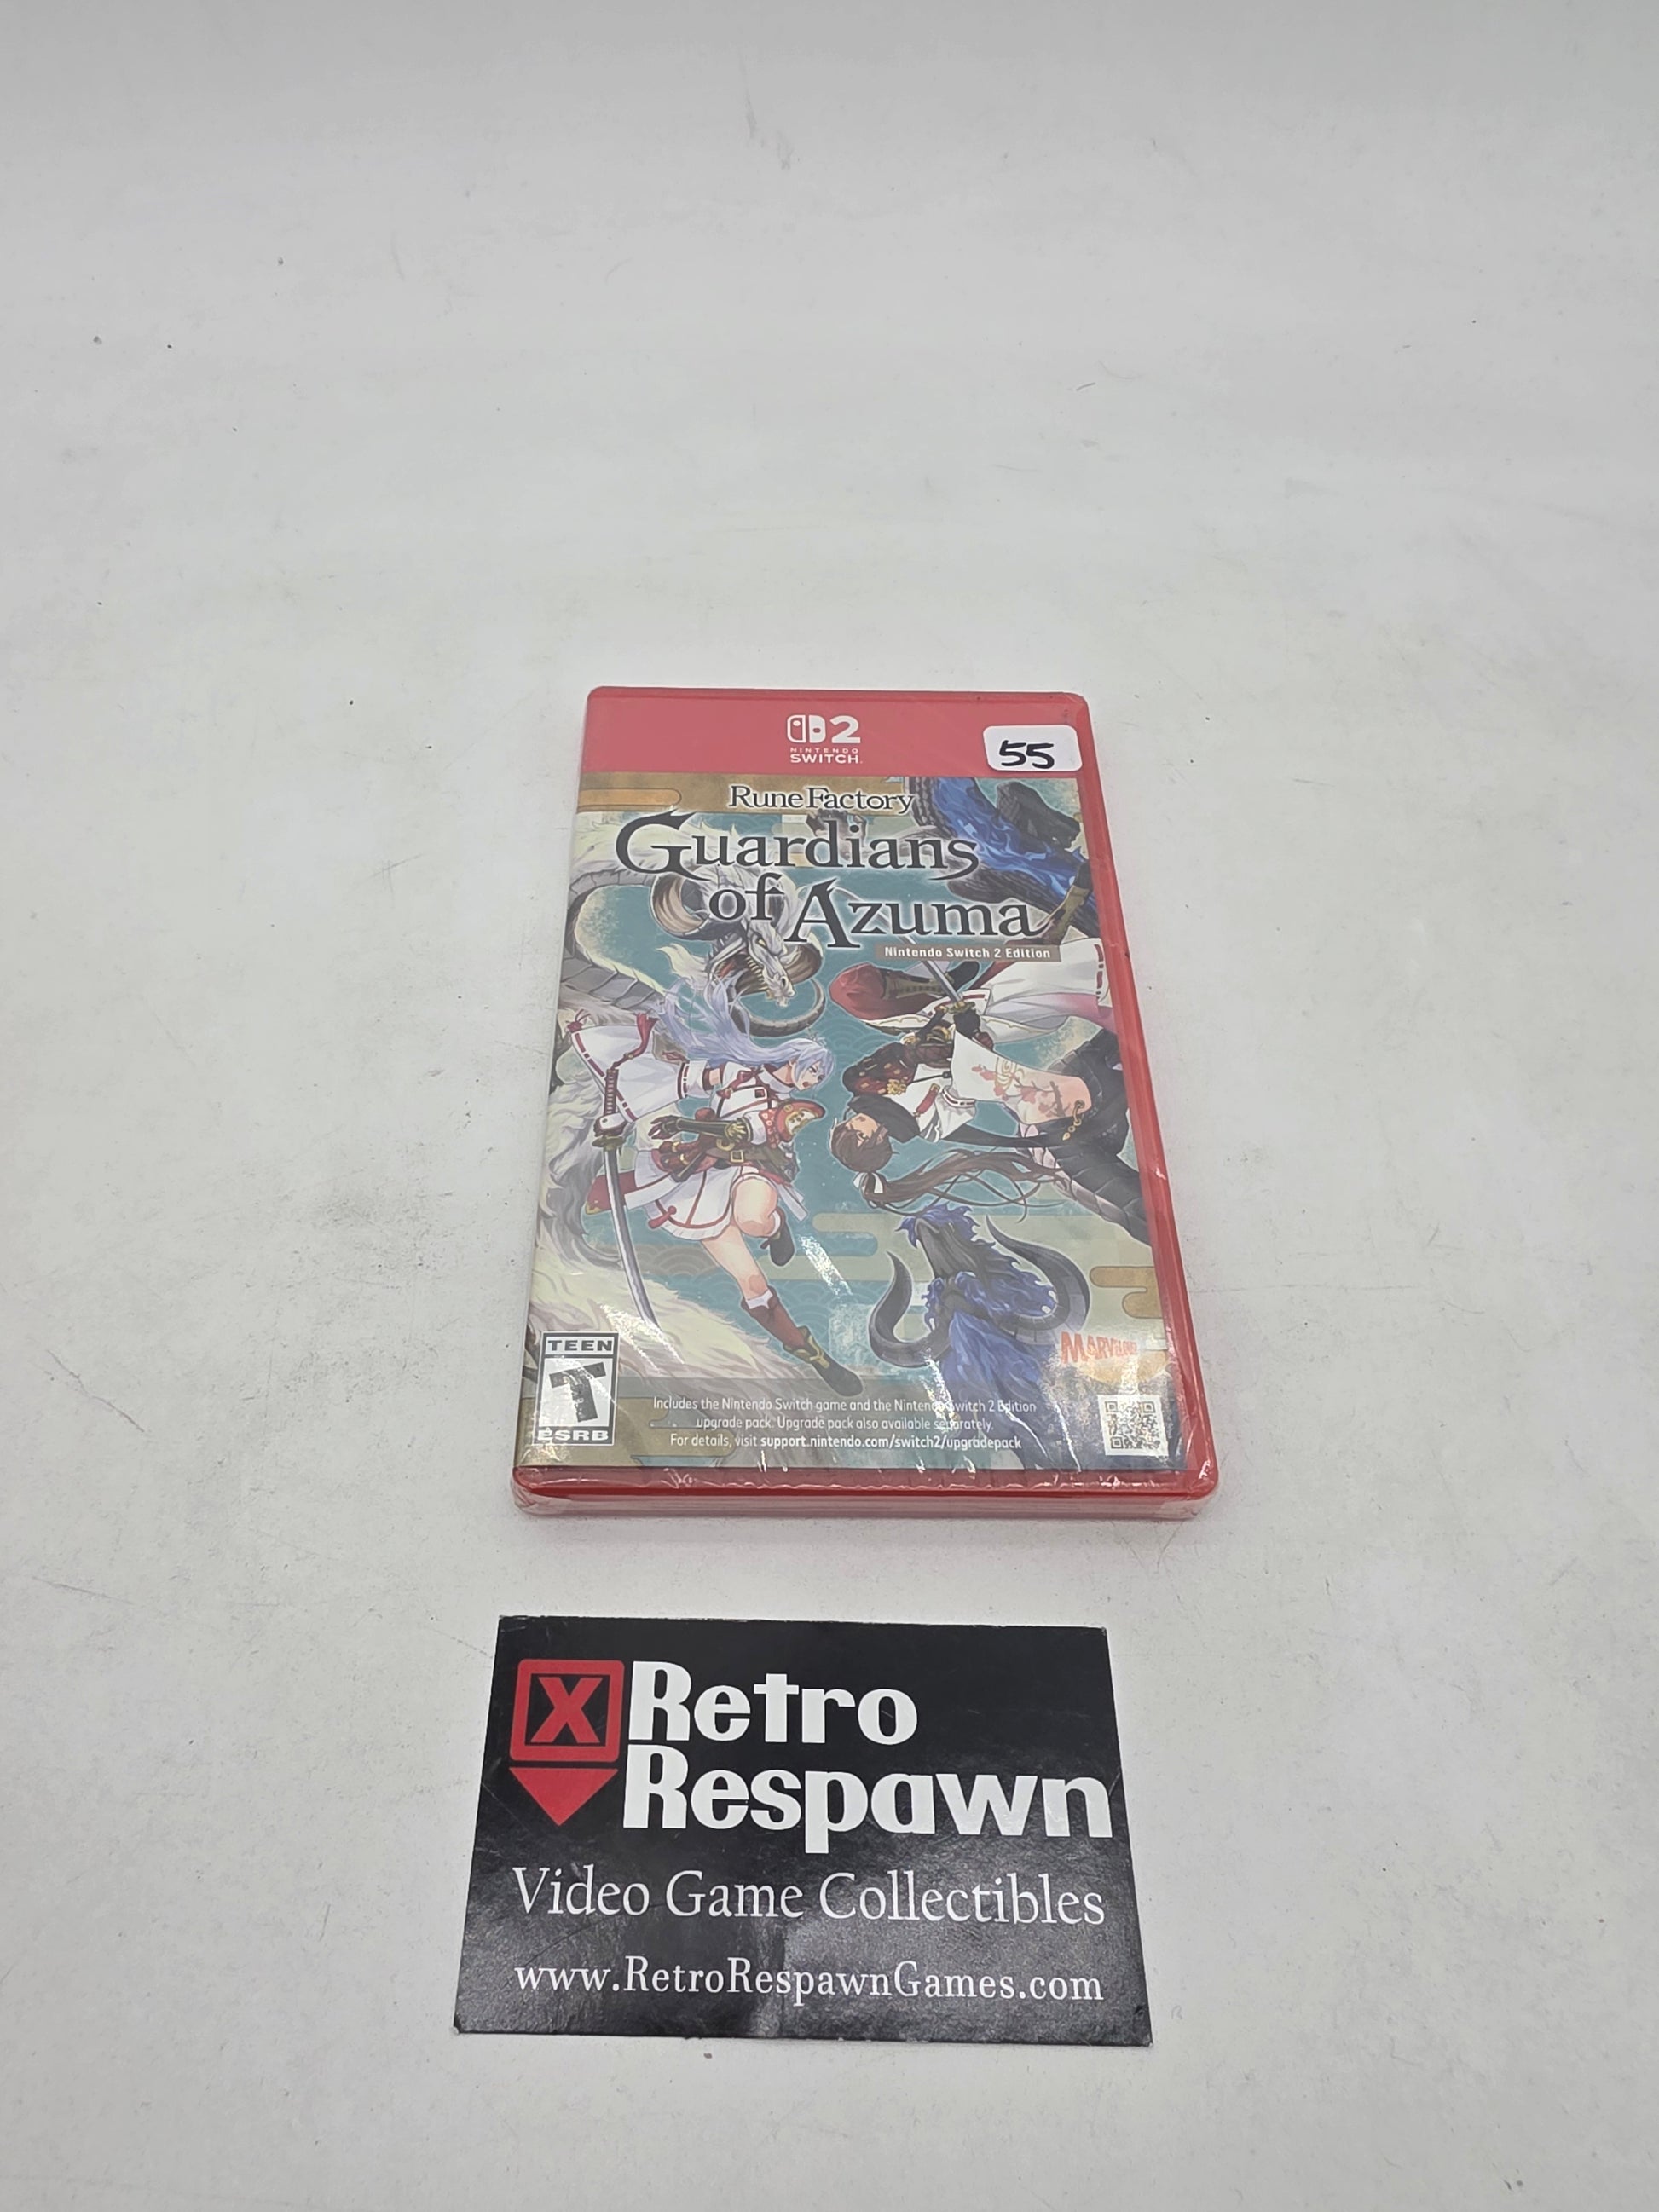 2
NINTENDO
SWITCH
55
Rune Factory
Guardians
of Azuma
Nintendo Switch 2 Edition
MARVELOUS
TEEN
T
ESRB
Includes the Nintendo Switch game and the Nintendo Switch 2 Edition
upgrade pack. Upgrade pack also available separately.
For details, visit support.nintendo.com/switch2/upgradepack
X Retro
Respawn
Video Game Collectibles
www.RetroRespawnGames.com